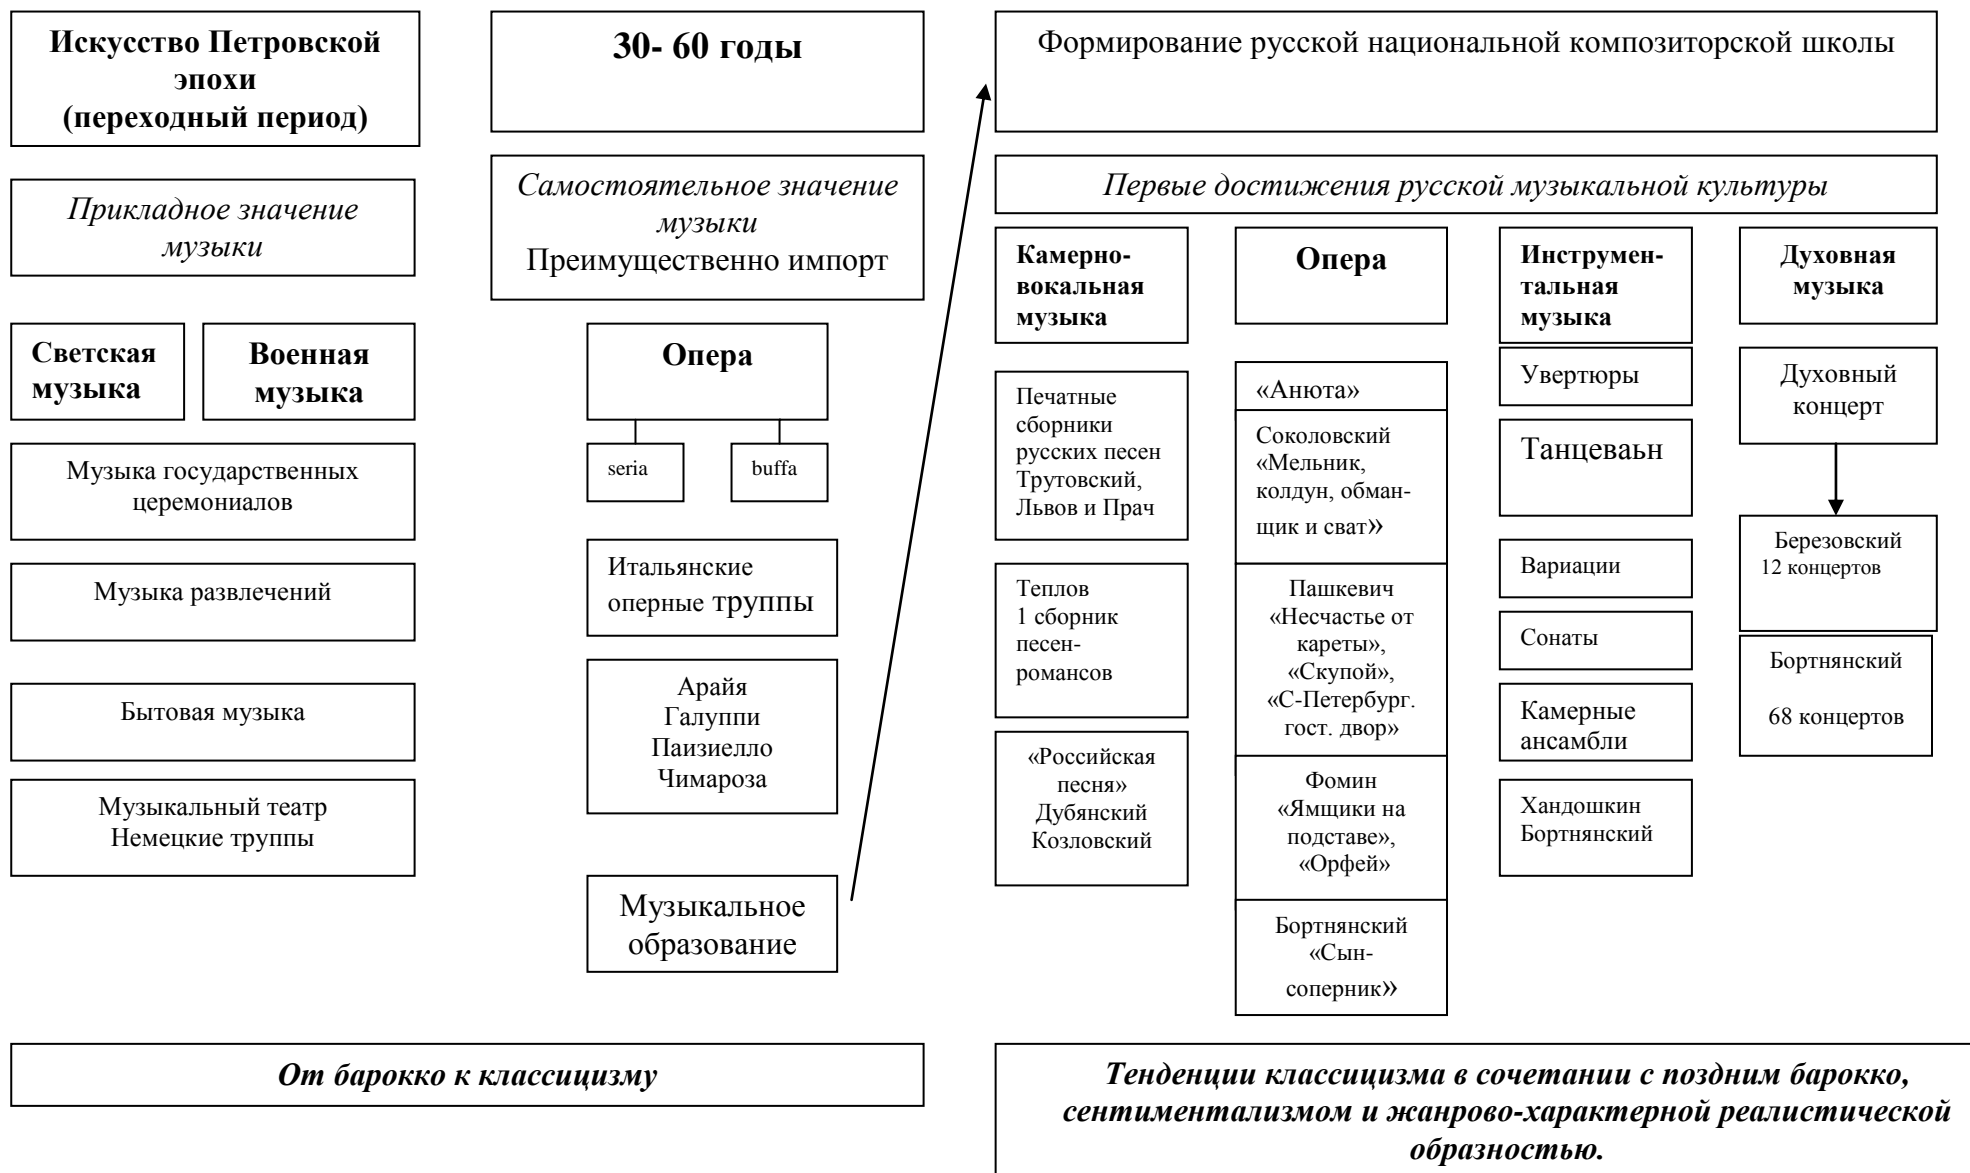 Искусство Петровской
эпохи
(переходный период)
Прикладное значение
музыки
Светская
музыка
Военная
музыка
Музыка государственных
церемониалов
Музыка развлечений
Бытовая музыка
Музыкальный театр
Немецкие труппы
30- 60 годы
Самостоятельное значение
музыки
Преимущественно импорт
Опера
seria
buffa
Итальянские
оперные труппы
Арайя
Галуппи
Паизиелло
Чимароза
Музыкальное
образование
От барокко к классицизму
Формирование русской национальной композиторской школы
Первые достижения русской музыкальной культуры
Камерно-
вокальная
музыка
Печатные
сборники
русских песен
Трутовский,
Львов и Прач
Теплов
1 сборник
песен-
романсов
«Российская
песня»
Дубянский
Козловский
Опера
«Анюта»
Соколовский
«Мельник,
колдун, обман-
щик и сват»
Пашкевич
«Несчастье от
кареты»,
«Скупой»,
«С-Петербург.
гост. двор»
Фомин
«Ямщики на
подставе»,
«Орфей»
Бортнянский
«Сын-
соперник»
Инструмен-
тальная
музыка
Увертюры
Танцеваьн
Вариации
Сонаты
Камерные
ансамбли
Хандошкин
Бортнянский
Духовная
музыка
Духовный
концерт
Березовский
12 концертов
Бортнянский
68 концертов
Тенденции классицизма в сочетании с поздним барокко,
сентиментализмом и жанрово-характерной реалистической
образностью.